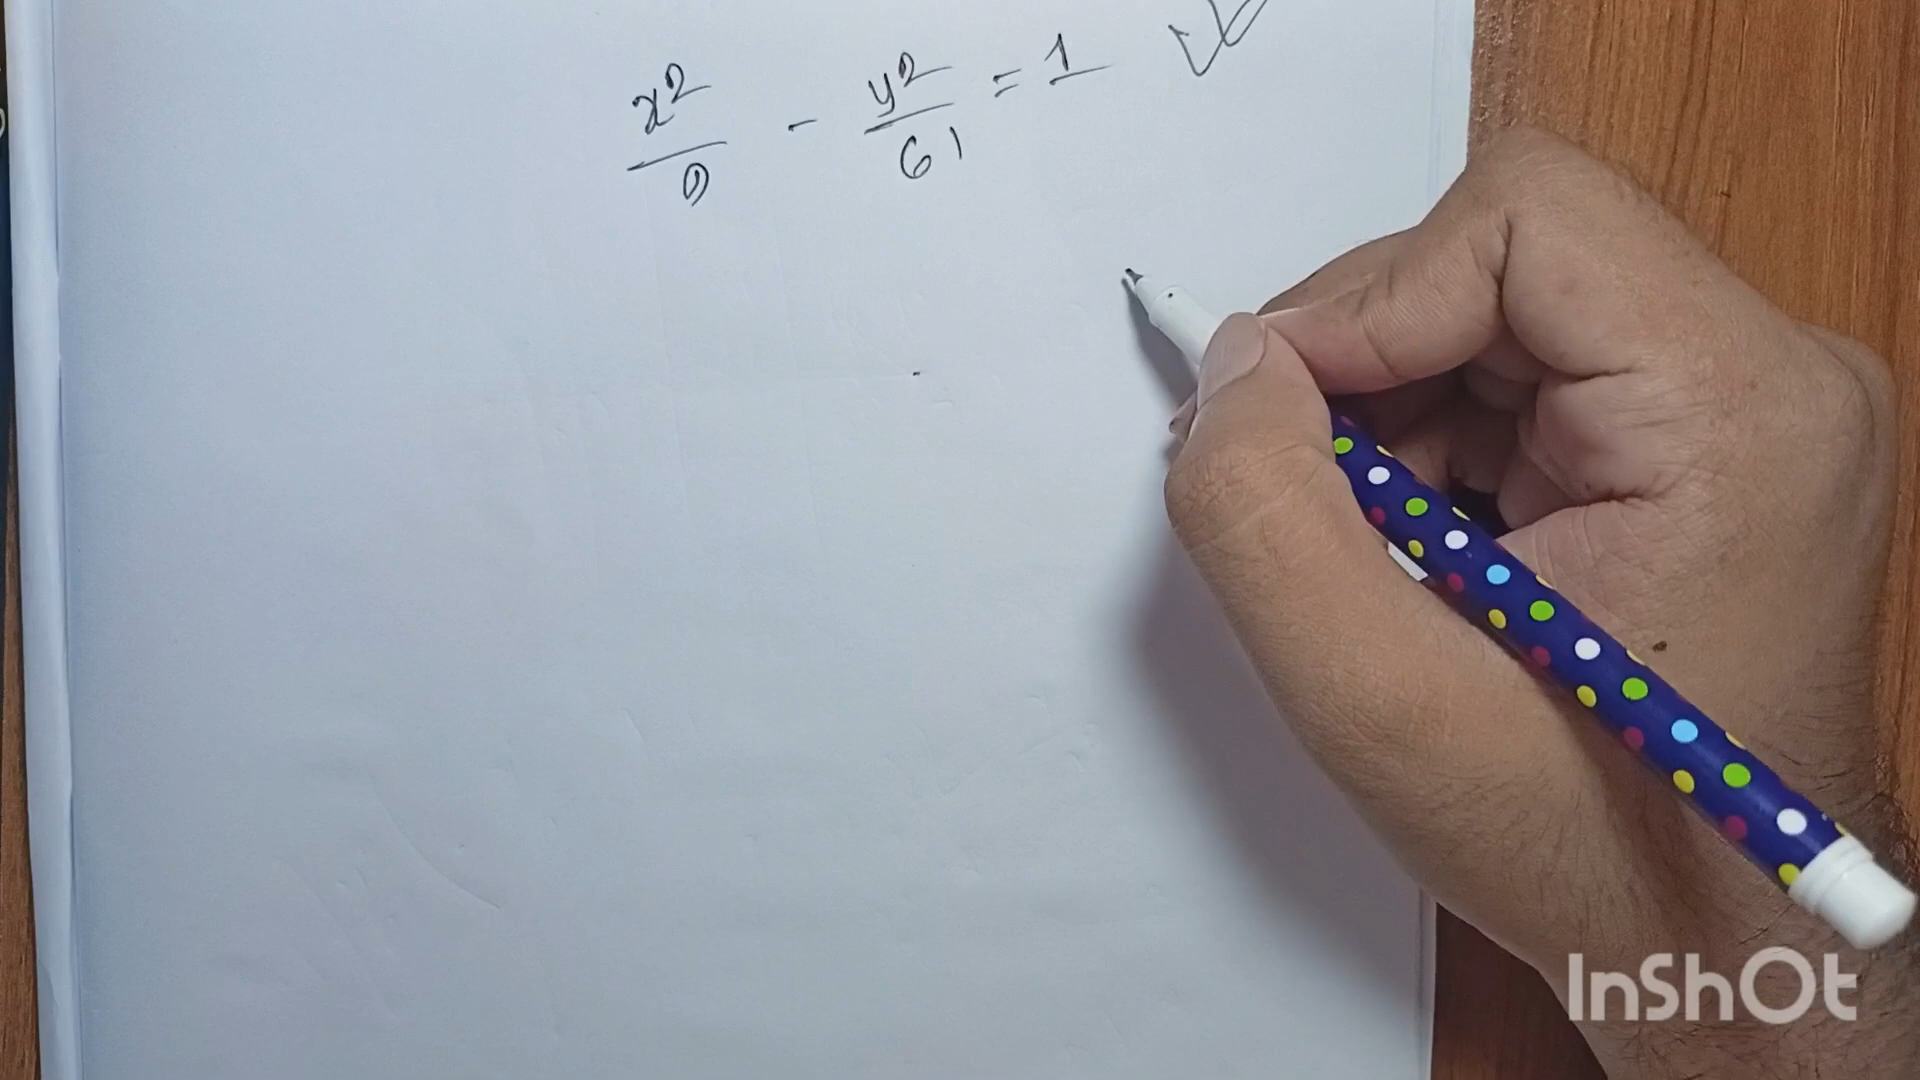 x²/9 - y²/61 = 1
InShOt